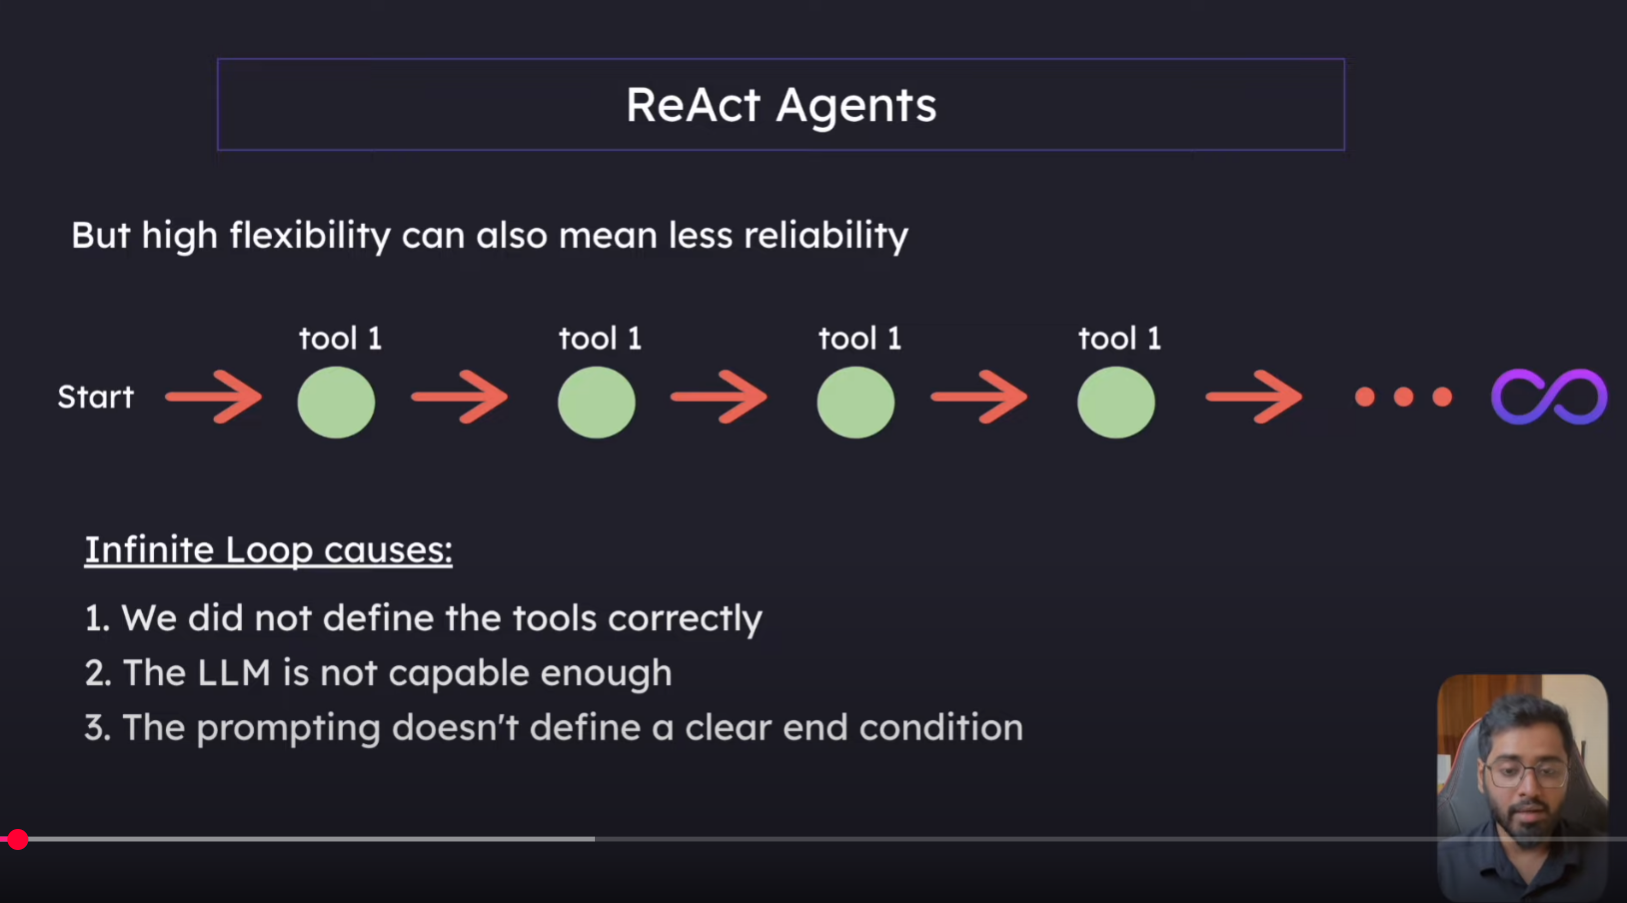 ReAct Agents
But high flexibility can also mean less reliability
tool 1 tool 1 tool 1 tool 1
Start
Infinite Loop causes:
1. We did not define the tools correctly
2. The LLM is not capable enough
3. The prompting doesn't define a clear end condition